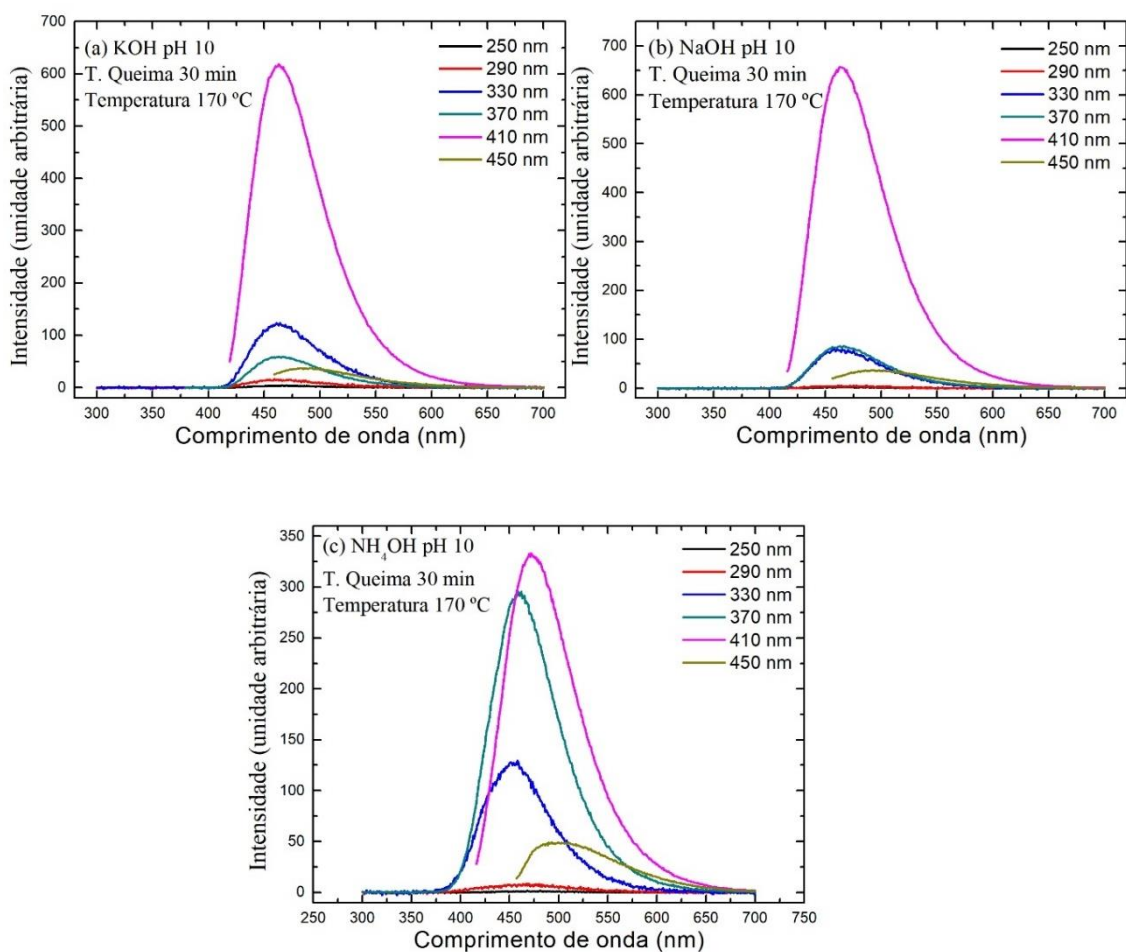 (a) KOH pH 10
T. Queima 30 min
Temperatura 170 ºC
250 nm
290 nm
330 nm
370 nm
410 nm
450 nm
700
600
500
400
300
200
100
0
Intensidade (unidade arbitrária)
300 350 400 450 500 550 600 650 700
Comprimento de onda (nm)
(b) NaOH pH 10
T. Queima 30 min
Temperatura 170 ºC
250 nm
290 nm
330 nm
370 nm
410 nm
450 nm
700
600
500
400
300
200
100
0
Intensidade (unidade arbitrária)
300 350 400 450 500 550 600 650 700
Comprimento de onda (nm)
(c) NH₄OH pH 10
T. Queima 30 min
Temperatura 170 ºC
250 nm
290 nm
330 nm
370 nm
410 nm
450 nm
350
300
250
200
150
100
50
0
Intensidade (unidade arbitrária)
250 300 350 400 450 500 550 600 650 700 750
Comprimento de onda (nm)